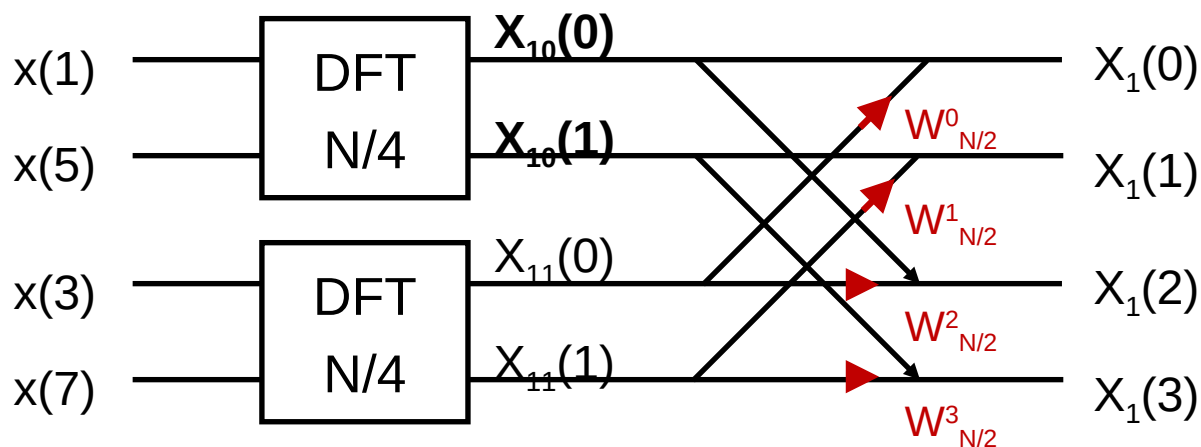 x(1)
DFT
N/4
X₁₀(0)
X₁(0)
W⁰N/2
x(5)
X₁₀(1)
X₁(1)
W¹N/2
x(3)
DFT
N/4
X₁₁(0)
X₁(2)
W²N/2
x(7)
X₁₁(1)
X₁(3)
W³N/2